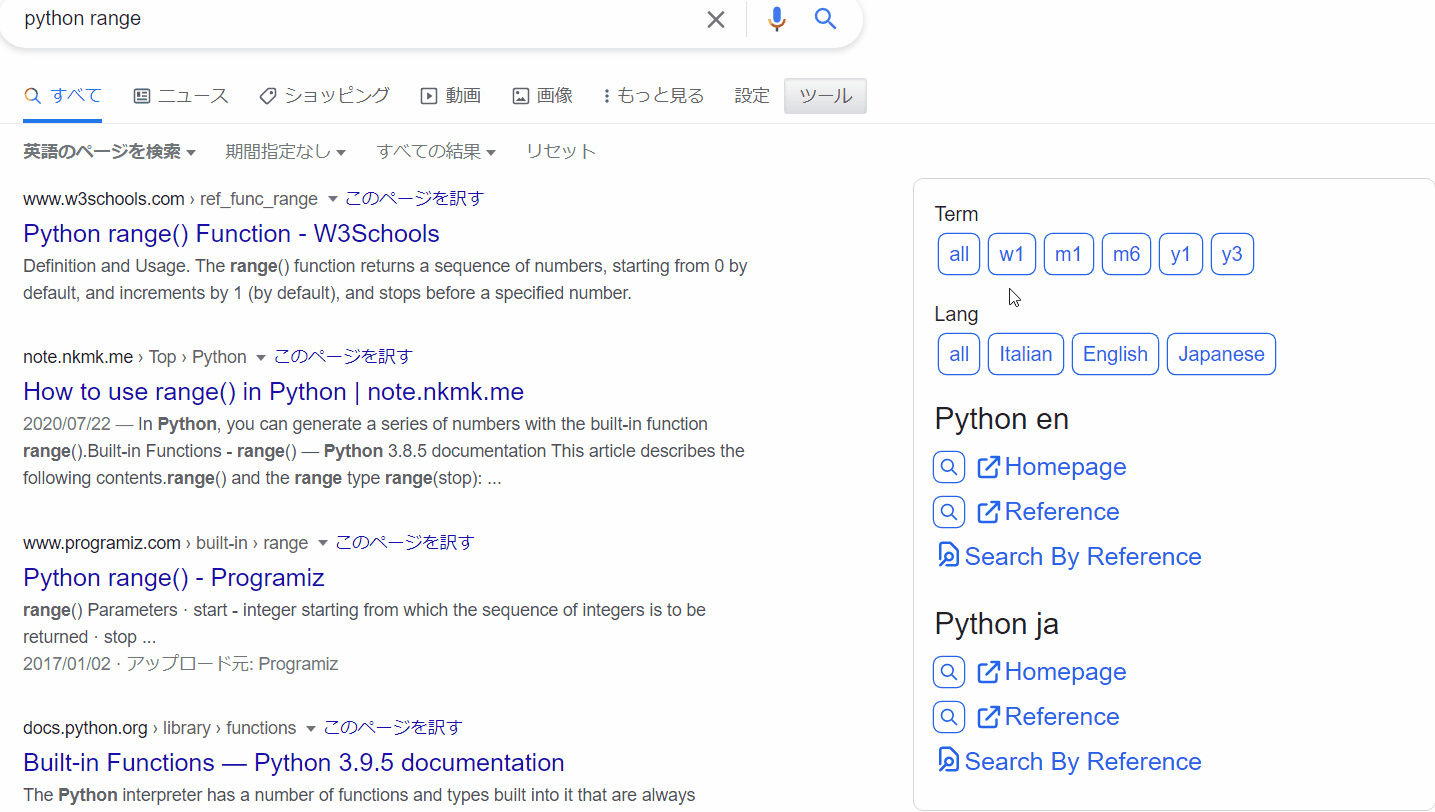 python range
すべて ニュース ショッピング 動画 画像 もっと見る 設定 ツール
英語のページを検索 期間指定なし すべての結果 リセット
www.w3schools.com › ref_func_range このページを訳す
Python range() Function - W3Schools
Definition and Usage. The range() function returns a sequence of numbers, starting from 0 by
default, and increments by 1 (by default), and stops before a specified number.
note.nkmk.me › Top › Python このページを訳す
How to use range() in Python | note.nkmk.me
2020/07/22 — In Python, you can generate a series of numbers with the built-in function
range().Built-in Functions - range() — Python 3.8.5 documentation This article describes the
following contents.range() and the range type range(stop): ...
www.programiz.com › built-in › range このページを訳す
Python range() - Programiz
range() Parameters · start - integer starting from which the sequence of integers is to be
returned · stop ...
2017/01/02 · アップロード元: Programiz
docs.python.org › library › functions このページを訳す
Built-in Functions — Python 3.9.5 documentation
The Python interpreter has a number of functions and types built into it that are always
Term
all w1 m1 m6 y1 y3
Lang
all Italian English Japanese
Python en
Homepage
Reference
Search By Reference
Python ja
Homepage
Reference
Search By Reference